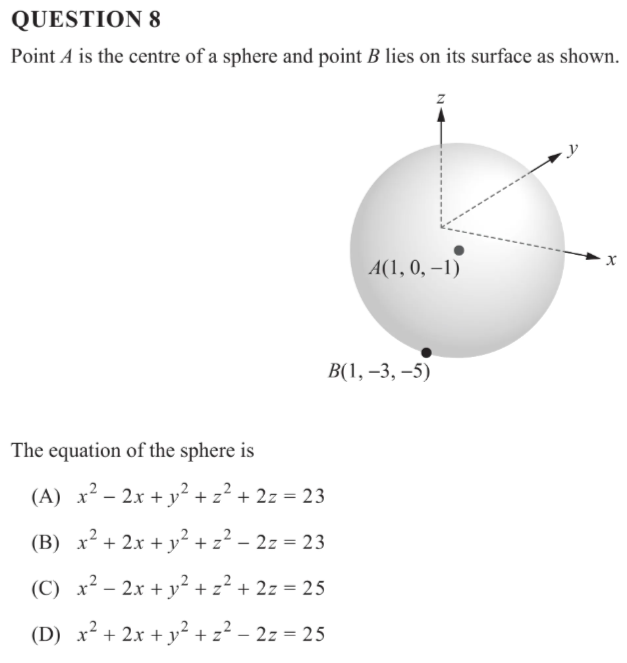 QUESTION 8
Point A is the centre of a sphere and point B lies on its surface as shown.
z
y
x
A(1, 0, –1)
B(1, –3, –5)
The equation of the sphere is
(A) x² – 2x + y² + z² + 2z = 23
(B) x² + 2x + y² + z² – 2z = 23
(C) x² – 2x + y² + z² + 2z = 25
(D) x² + 2x + y² + z² – 2z = 25